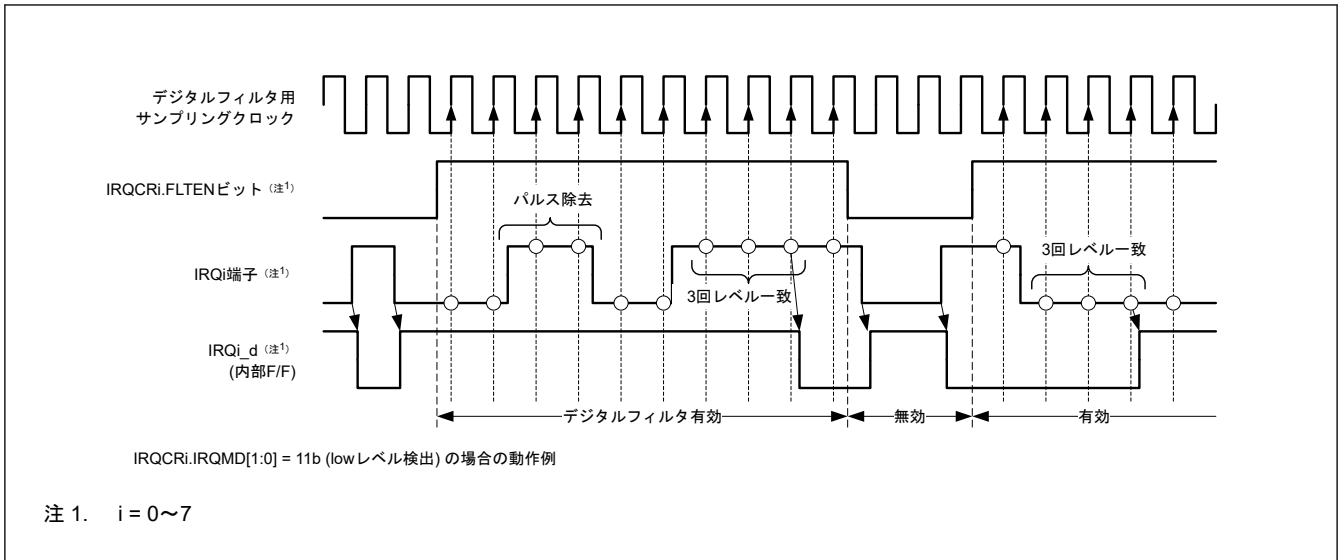 デジタルフィルタ用
サンプリングクロック
IRQCRi.FLTENビット (注1)
パルス除去
IRQi端子 (注1)
3回レベル一致
3回レベル一致
IRQi_d (注1)
(内部F/F)
デジタルフィルタ有効
無効
有効
IRQCRi.IRQMD[1:0] = 11b (lowレベル検出) の場合の動作例
注 1. i = 0～7